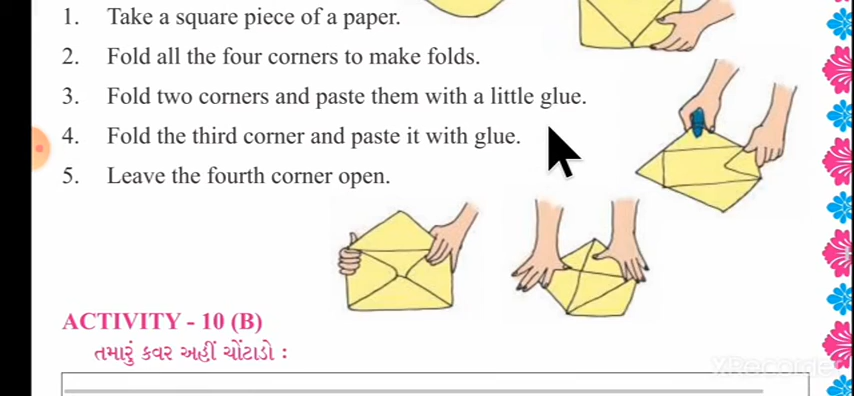 1. Take a square piece of a paper.
2. Fold all the four corners to make folds.
3. Fold two corners and paste them with a little glue.
4. Fold the third corner and paste it with glue.
5. Leave the fourth corner open.
ACTIVITY - 10 (B)
તમારું કવર અહીં ચોંટાડો :
XRecorder